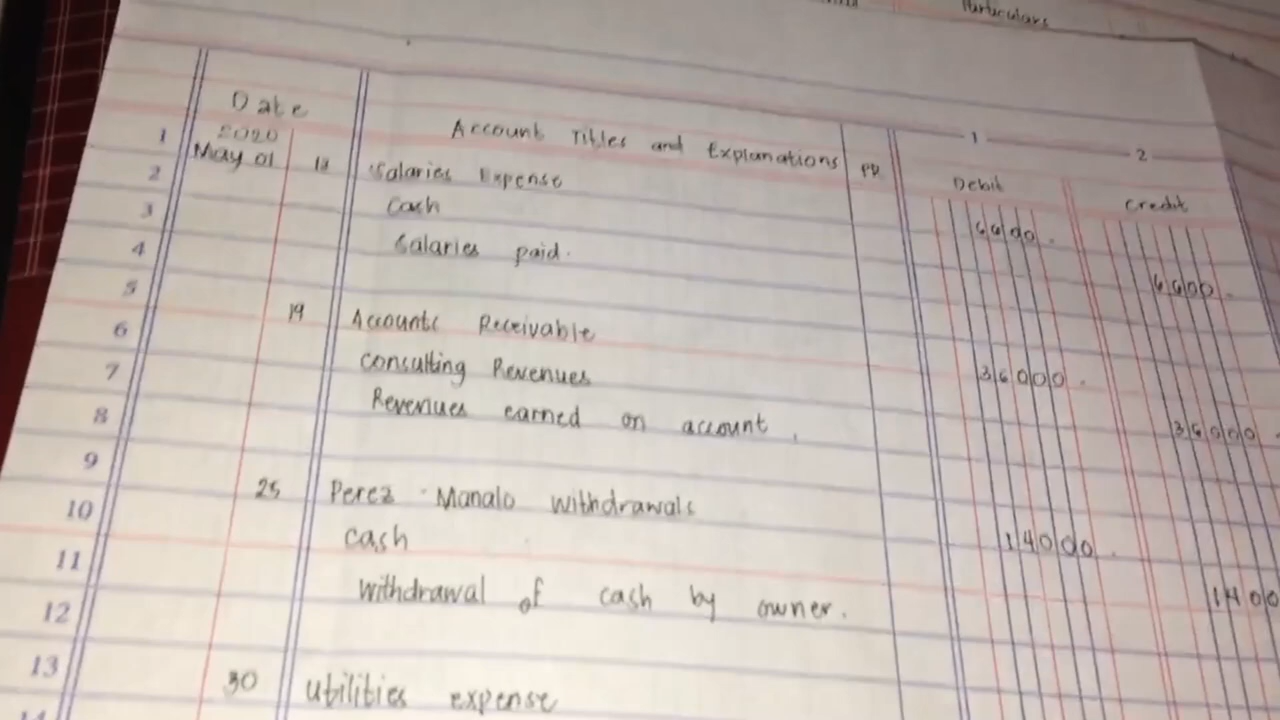 Particulars
Date
Account Titles and Explanations
PR
1
2
Debit
Credit
1 2020
2 May 01 18 Salaries Expense 6600.
3 Cash 6600.
4 Salaries paid.
5
6 19 Accounts Receivable 36000.
7 Consulting Revenues 36000.
8 Revenues earned on account.
9
10 25 Perez-Manalo Withdrawals 14000.
11 Cash 1400
12 Withdrawal of cash by owner.
13 30 Utilities expense
14